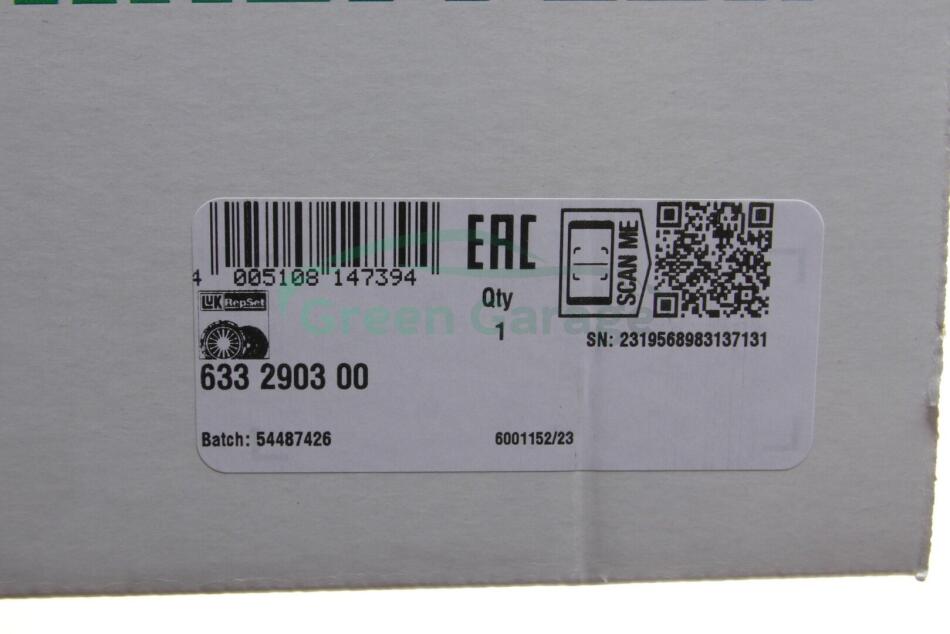 4 005108 147394
EAC
SCAN ME
Qty
1
Green Garage
LuK RepSet
SN: 2319568983137131
633 2903 00
Batch: 54487426
6001152/23